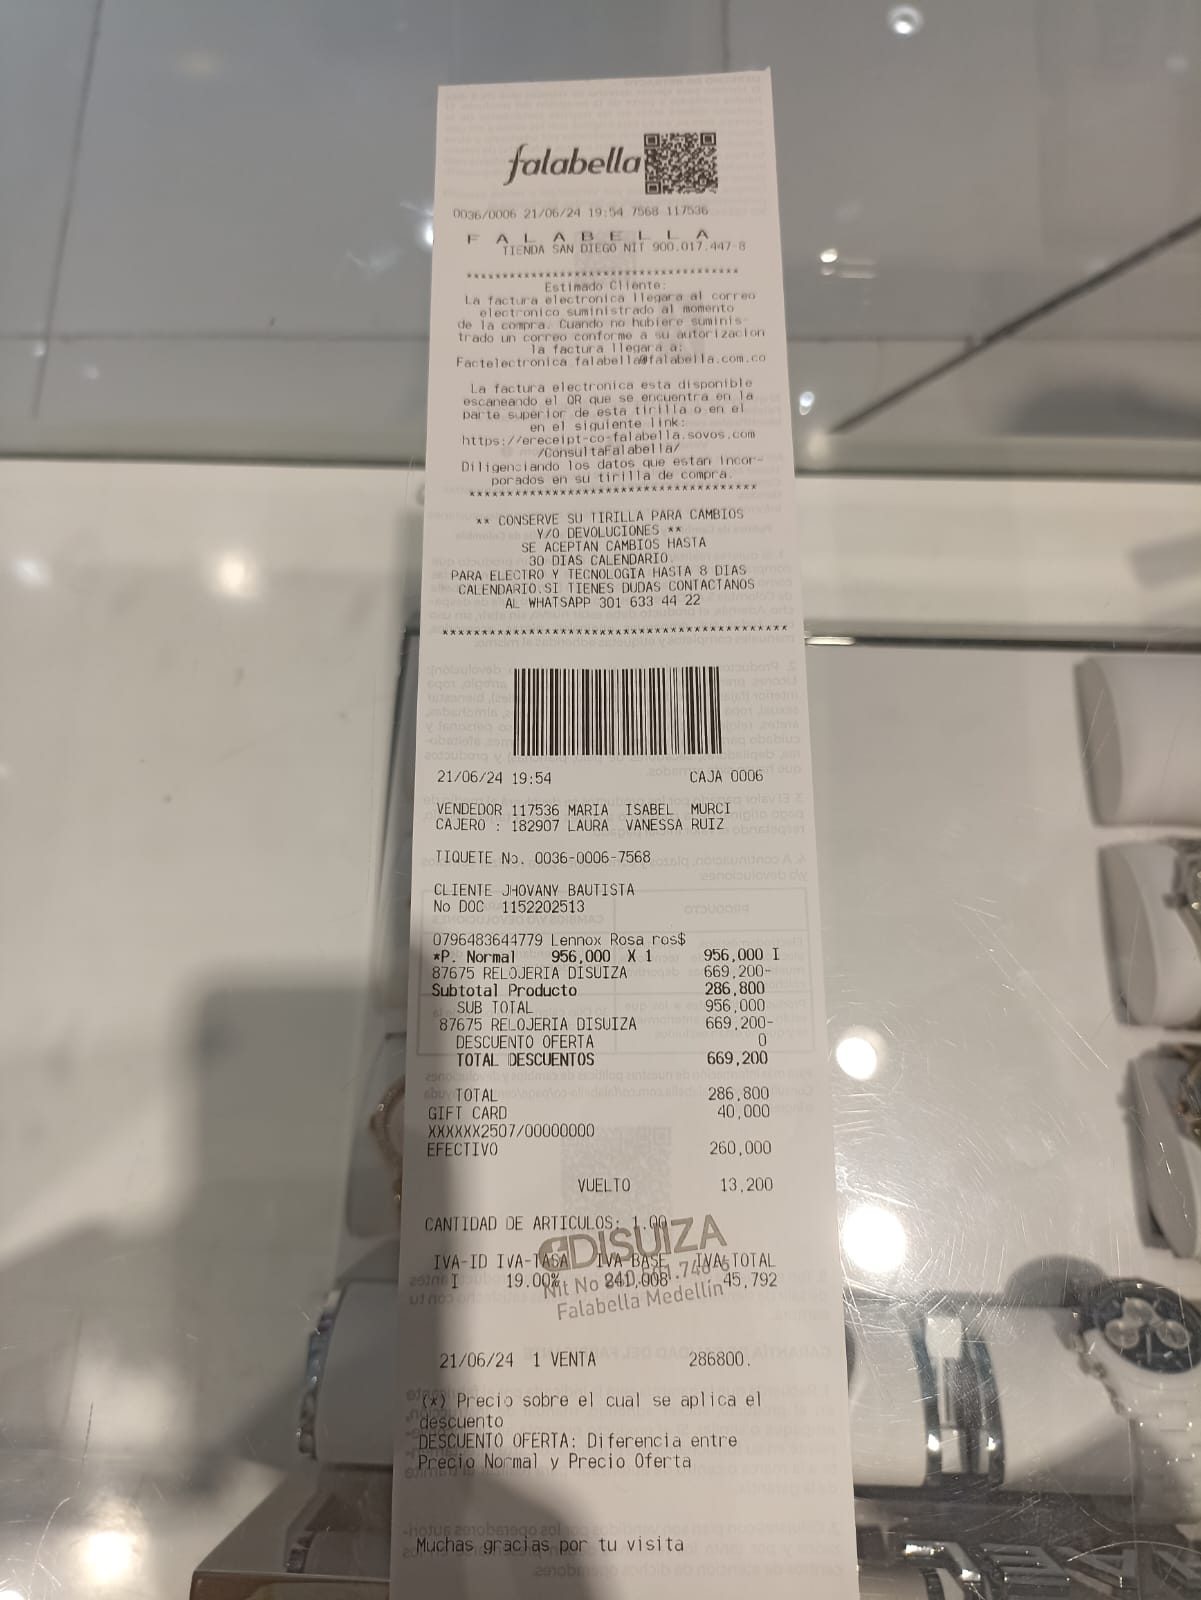 falabella
0036/0006 21/06/24 19:54 7568 117536
F A L A B E L L A
TIENDA SAN DIEGO NIT 900.017.447-8
****************************************
Estimado Cliente:
La factura electronica llegara al correo
electronico suministrado al momento
de la compra. Cuando no hubiere suminis-
trado un correo conforme a su autorizacion
la factura llegara a:
Factelectronica falabella@falabella.com.co
La factura electronica esta disponible
escaneando el QR que se encuentra en la
parte superior de esta tirilla o en el
en el siguiente link:
https://ereceipt-co-falabella.sovos.com
/ConsultaFalabella/
Diligenciando los datos que estan incor-
porados en su tirilla de compra.
****************************************
** CONSERVE SU TIRILLA PARA CAMBIOS
Y/O DEVOLUCIONES **
SE ACEPTAN CAMBIOS HASTA
30 DIAS CALENDARIO.
PARA ELECTRO Y TECNOLOGIA HASTA 8 DIAS
CALENDARIO.SI TIENES DUDAS CONTACTANOS
AL WHATSAPP 301 633 44 22
****************************************
21/06/24 19:54 CAJA 0006
VENDEDOR 117536 MARIA ISABEL MURCI
CAJERO : 182907 LAURA VANESSA RUIZ
TIQUETE No. 0036-0006-7568
CLIENTE JHOVANY BAUTISTA
No DOC 1152202513
0796483644779 Lennox Rosa ros$
*P. Normal 956,000 X 1 956,000 I
87675 RELOJERIA DISUIZA 669,200-
Subtotal Producto 286,800
SUB TOTAL 956,000
87675 RELOJERIA DISUIZA 669,200-
DESCUENTO OFERTA 0
TOTAL DESCUENTOS 669,200
TOTAL 286,800
GIFT CARD 40,000
XXXXXX2507/00000000
EFECTIVO 260,000
VUELTO 13,200
CANTIDAD DE ARTICULOS: 1.00
DISUIZA
IVA-ID IVA-TASA IVA-BASE IVA-TOTAL
I 19.00% 241,008 45,792
Nit No
Falabella Medellín
21/06/24 1 VENTA 286800.
(*) Precio sobre el cual se aplica el
descuento
DESCUENTO OFERTA: Diferencia entre
Precio Normal y Precio Oferta
Muchas gracias por tu visita